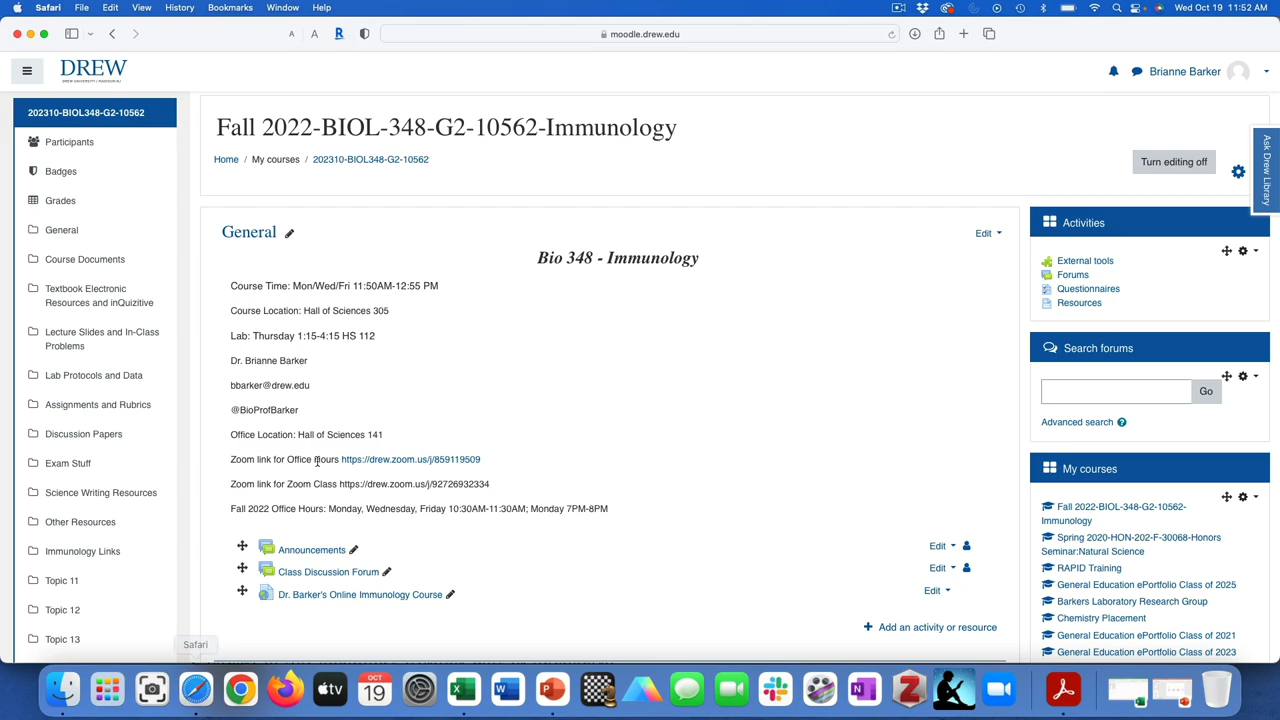 Safari File Edit View History Bookmarks Window Help Wed Oct 19 11:52 AM
A A R moodle.drew.edu
DREW Brianne Barker
DREW UNIVERSITY | MADISON NJ
202310-BIOL348-G2-10562
Participants
Badges
Grades
General
Course Documents
Textbook Electronic
Resources and inQuizitive
Lecture Slides and In-Class
Problems
Lab Protocols and Data
Assignments and Rubrics
Discussion Papers
Exam Stuff
Science Writing Resources
Other Resources
Immunology Links
Topic 11
Topic 12
Topic 13
Fall 2022-BIOL-348-G2-10562-Immunology
Home / My courses / 202310-BIOL348-G2-10562
Turn editing off
Ask Drew Library
General Edit
Bio 348 - Immunology
Course Time: Mon/Wed/Fri 11:50AM-12:55 PM
Course Location: Hall of Sciences 305
Lab: Thursday 1:15-4:15 HS 112
Dr. Brianne Barker
bbarker@drew.edu
@BioProfBarker
Office Location: Hall of Sciences 141
Zoom link for Office Hours https://drew.zoom.us/j/859119509
Zoom link for Zoom Class https://drew.zoom.us/j/92726932334
Fall 2022 Office Hours: Monday, Wednesday, Friday 10:30AM-11:30AM; Monday 7PM-8PM
Announcements Edit
Class Discussion Forum Edit
Dr. Barker's Online Immunology Course Edit
+ Add an activity or resource
Activities
External tools
Forums
Questionnaires
Resources
Search forums
Go
Advanced search ?
My courses
Fall 2022-BIOL-348-G2-10562-
Immunology
Spring 2020-HON-202-F-30068-Honors
Seminar:Natural Science
RAPID Training
General Education ePortfolio Class of 2025
Barkers Laboratory Research Group
Chemistry Placement
General Education ePortfolio Class of 2021
General Education ePortfolio Class of 2023
Safari
tv
OCT
19
X
W
P
N
Z